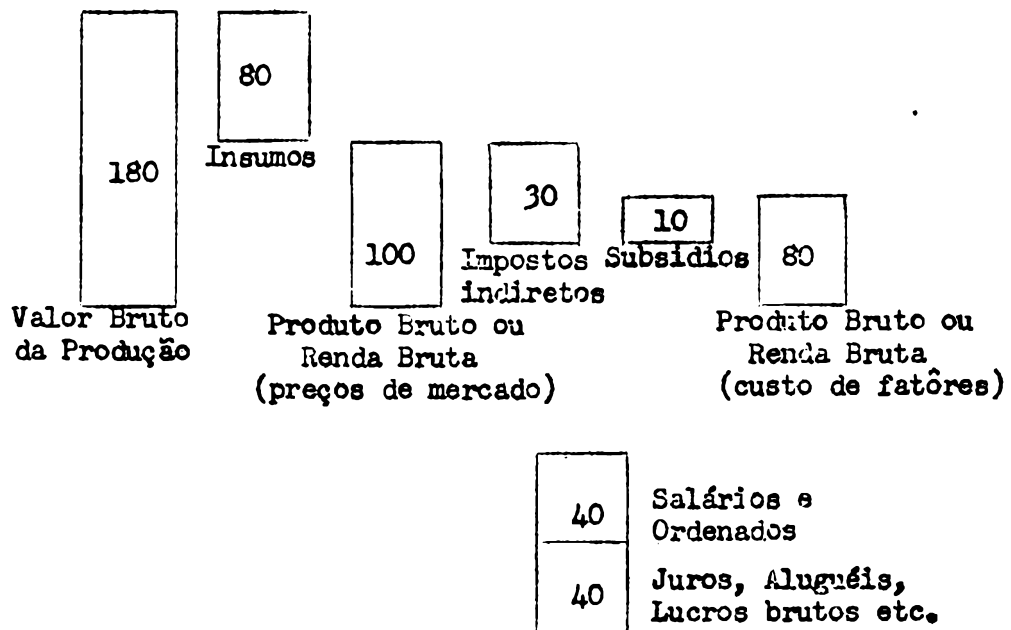 180
80
Insumos
100
30
10
80
Impostos
indiretos
Subsídios
Valor Bruto
da Produção
Produto Bruto ou
Renda Bruta
(preços de mercado)
Produto Bruto ou
Renda Bruta
(custo de fatôres)
40
Salários e
Ordenados
40
Juros, Aluguéis,
Lucros brutos etc.